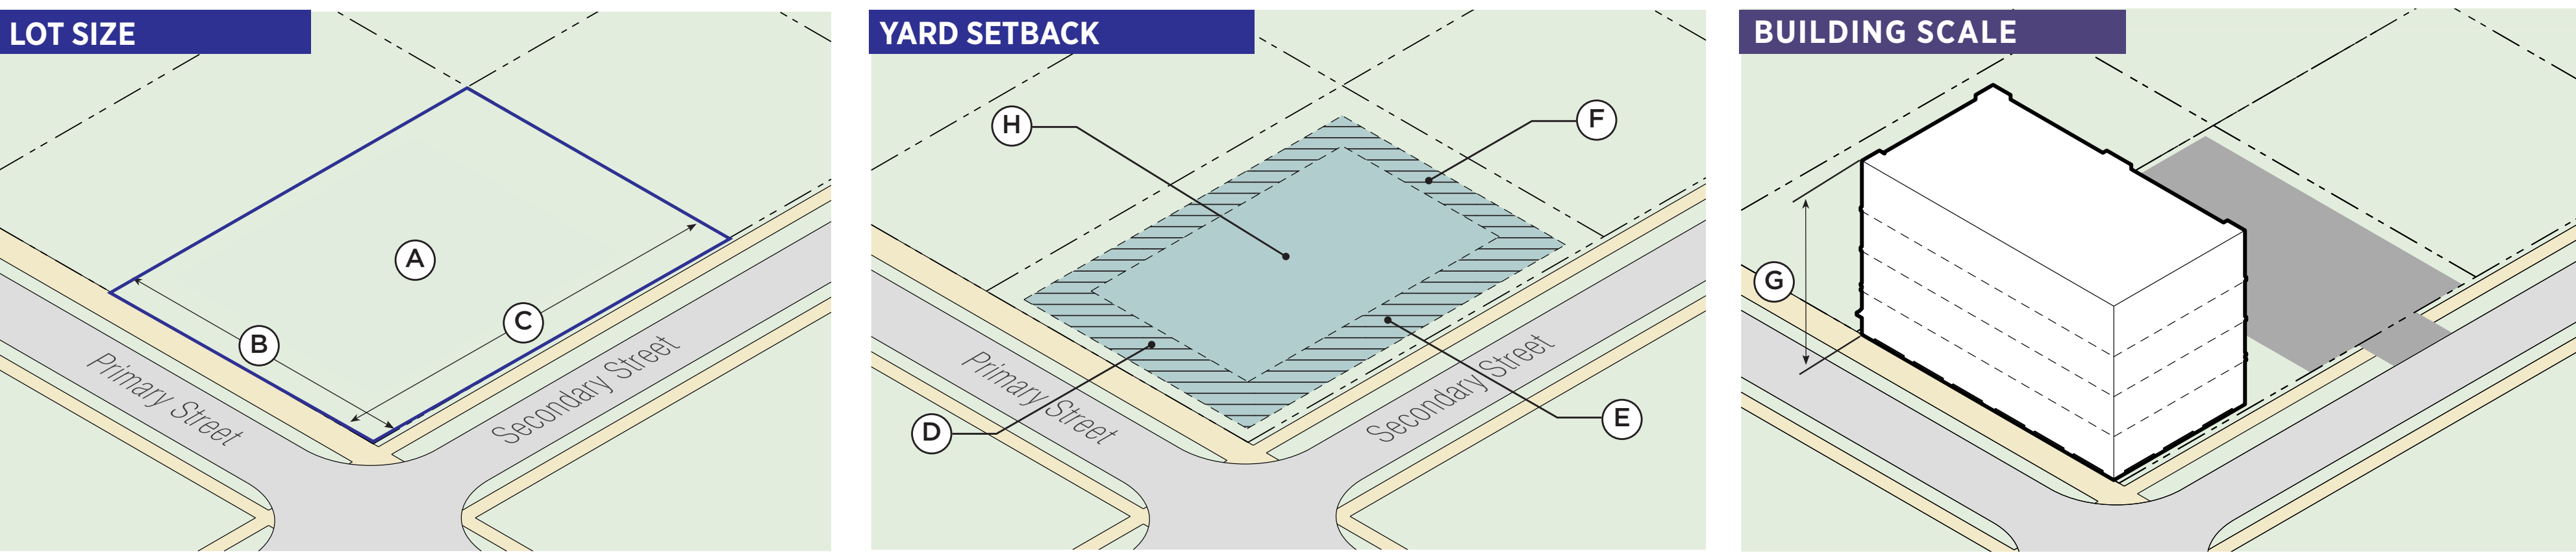 LOT SIZE
A
B
C
Primary Street
Secondary Street
YARD SETBACK
H
F
D
E
Primary Street
Secondary Street
BUILDING SCALE
G